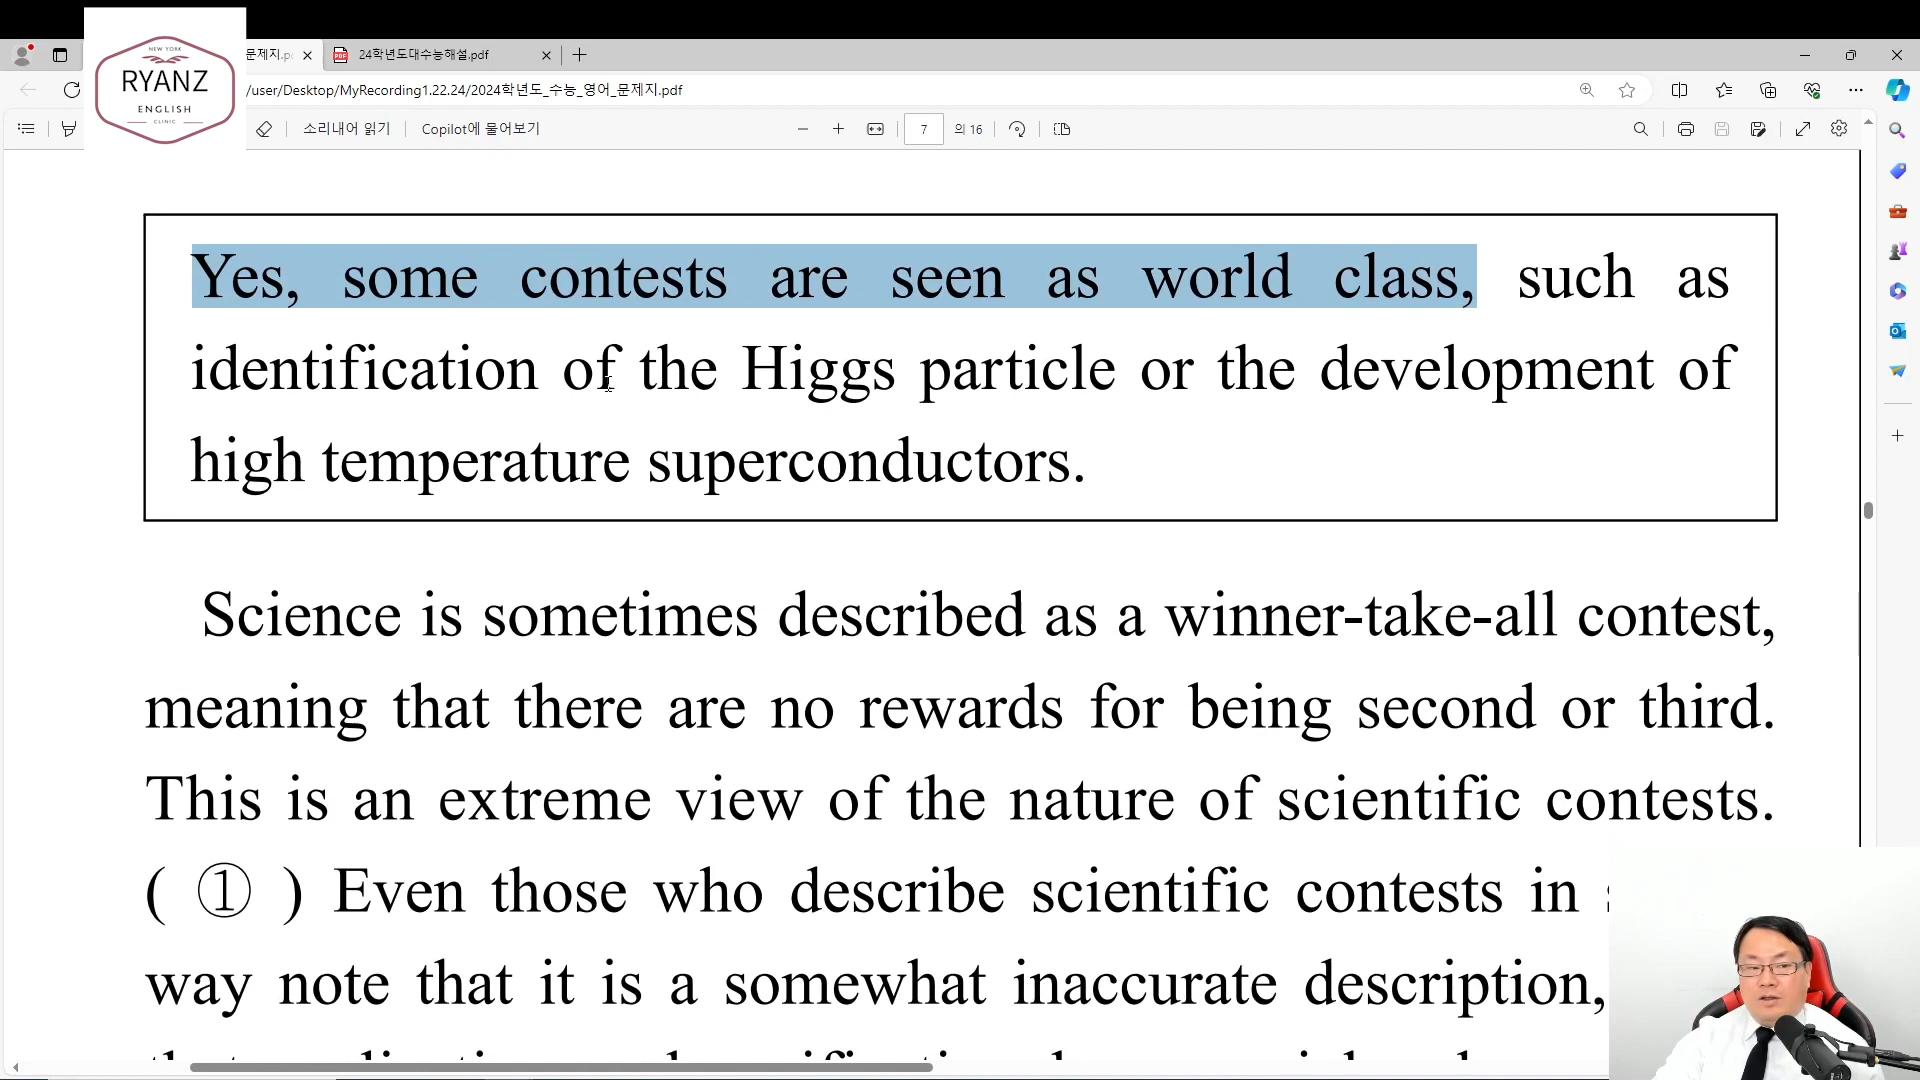 NEW YORK
RYANZ
ENGLISH
CLINIC
문제지.p
24학년도대수능해설.pdf
/user/Desktop/MyRecording1.22.24/2024학년도_수능_영어_문제지.pdf
소리내어 읽기
Copilot에 물어보기
7 의 16
Yes, some contests are seen as world class, such as
identification of the Higgs particle or the development of
high temperature superconductors.
Science is sometimes described as a winner-take-all contest,
meaning that there are no rewards for being second or third.
This is an extreme view of the nature of scientific contests.
( ① ) Even those who describe scientific contests in
way note that it is a somewhat inaccurate description,